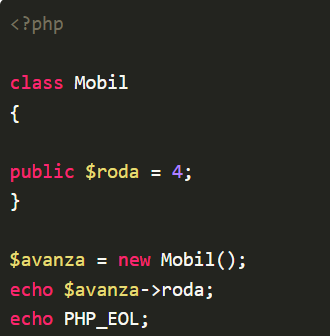 <?php
class Mobil
{
public $roda = 4;
}
$avanza = new Mobil();
echo $avanza->roda;
echo PHP_EOL;